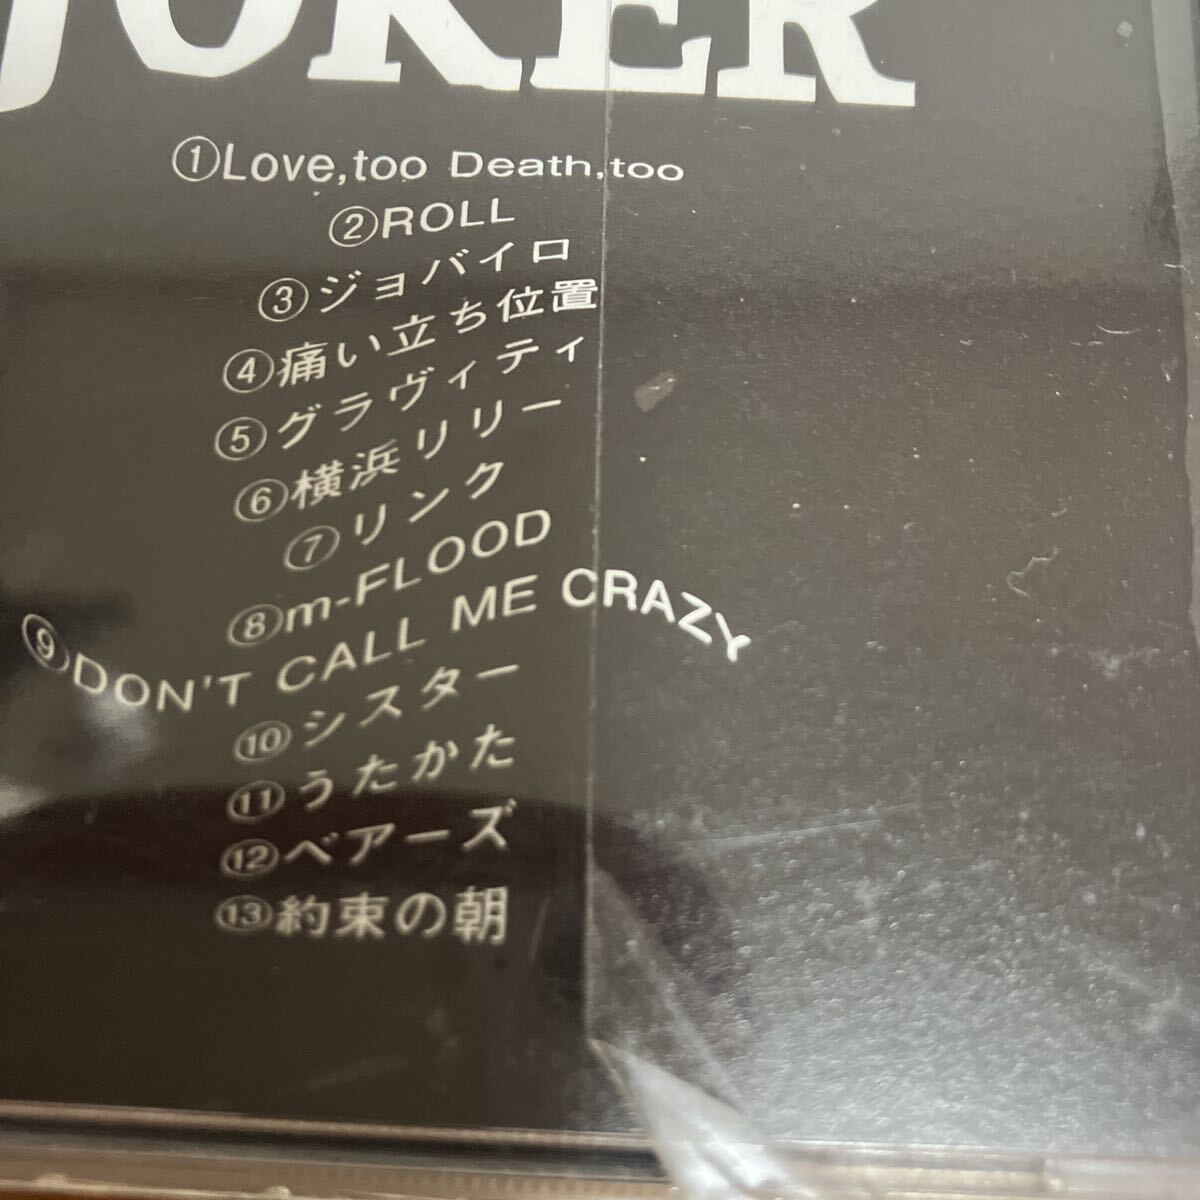 JOKER
①Love,too Death,too
②ROLL
③ジョバイロ
④痛い立ち位置
⑤グラヴィティ
⑥横浜リリー
⑦リンク
⑧m-FLOOD
⑨DON'T CALL ME CRAZY
⑩シスター
⑪うたかた
⑫ベアーズ
⑬約束の朝